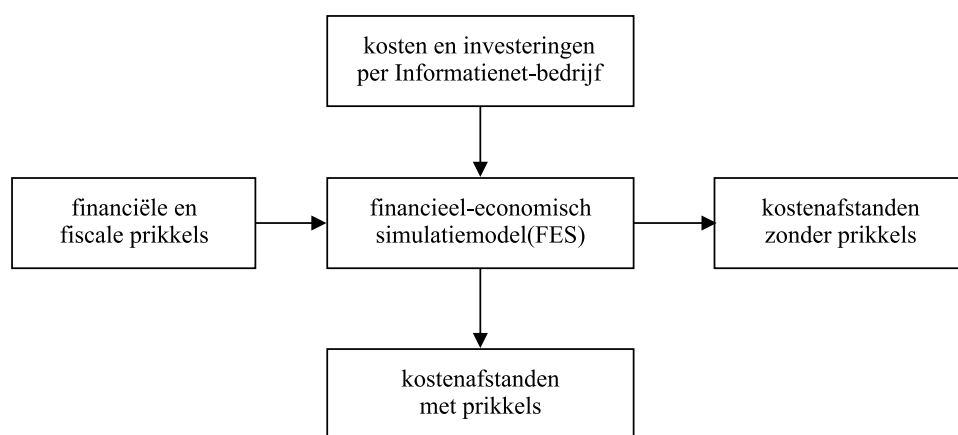 kosten en investeringen
per Informatienet-bedrijf
financiële en
fiscale prikkels
financieel-economisch
simulatiemodel(FES)
kostenafstanden
zonder prikkels
kostenafstanden
met prikkels